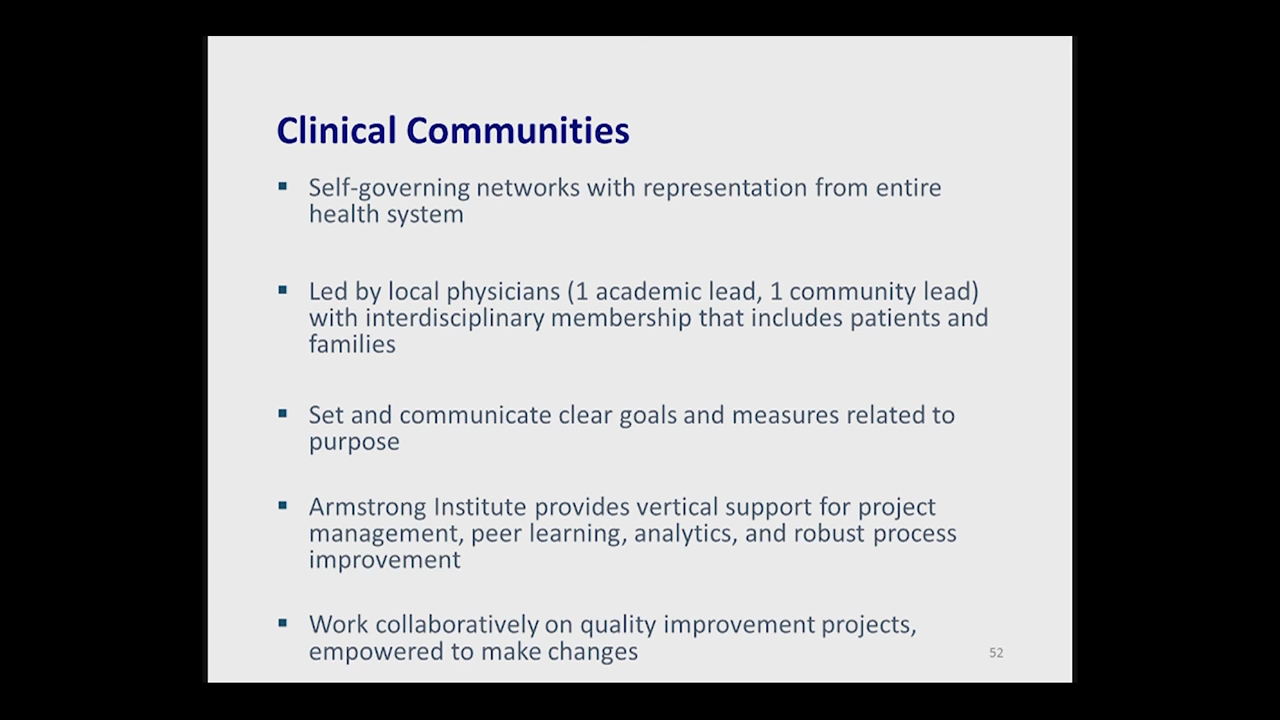 Clinical Communities
▪ Self-governing networks with representation from entire
health system
▪ Led by local physicians (1 academic lead, 1 community lead)
with interdisciplinary membership that includes patients and
families
▪ Set and communicate clear goals and measures related to
purpose
▪ Armstrong Institute provides vertical support for project
management, peer learning, analytics, and robust process
improvement
▪ Work collaboratively on quality improvement projects,
empowered to make changes
52